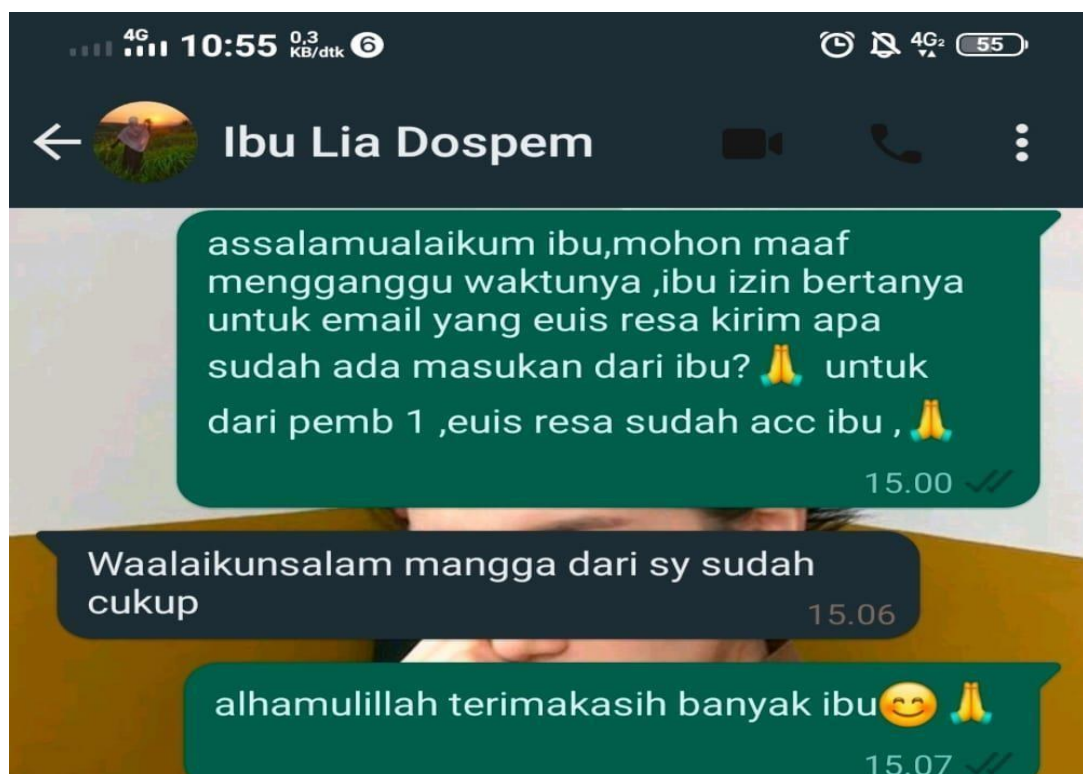 4G 10:55 0,3 KB/dtk 6 4G2 55
Ibu Lia Dospem
assalamualaikum ibu,mohon maaf
mengganggu waktunya ,ibu izin bertanya
untuk email yang euis resa kirim apa
sudah ada masukan dari ibu?🙏 untuk
dari pemb 1 ,euis resa sudah acc ibu ,🙏
15.00
Waalaikunsalam mangga dari sy sudah
cukup
15.06
alhamulillah terimakasih banyak ibu😊🙏
15.07